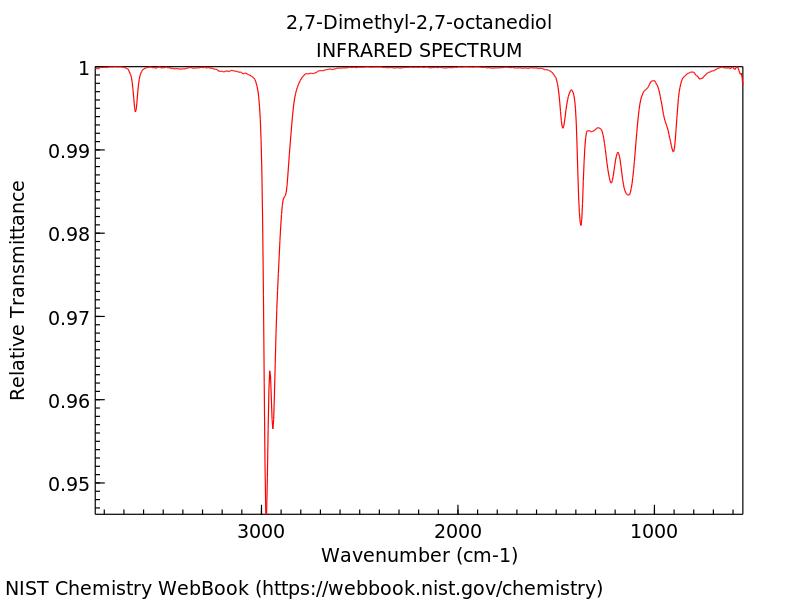 2,7-Dimethyl-2,7-octanediol
INFRARED SPECTRUM
1
0.99
0.98
0.97
0.96
0.95
Relative Transmittance
3000 2000 1000
Wavenumber (cm-1)
NIST Chemistry WebBook (https://webbook.nist.gov/chemistry)